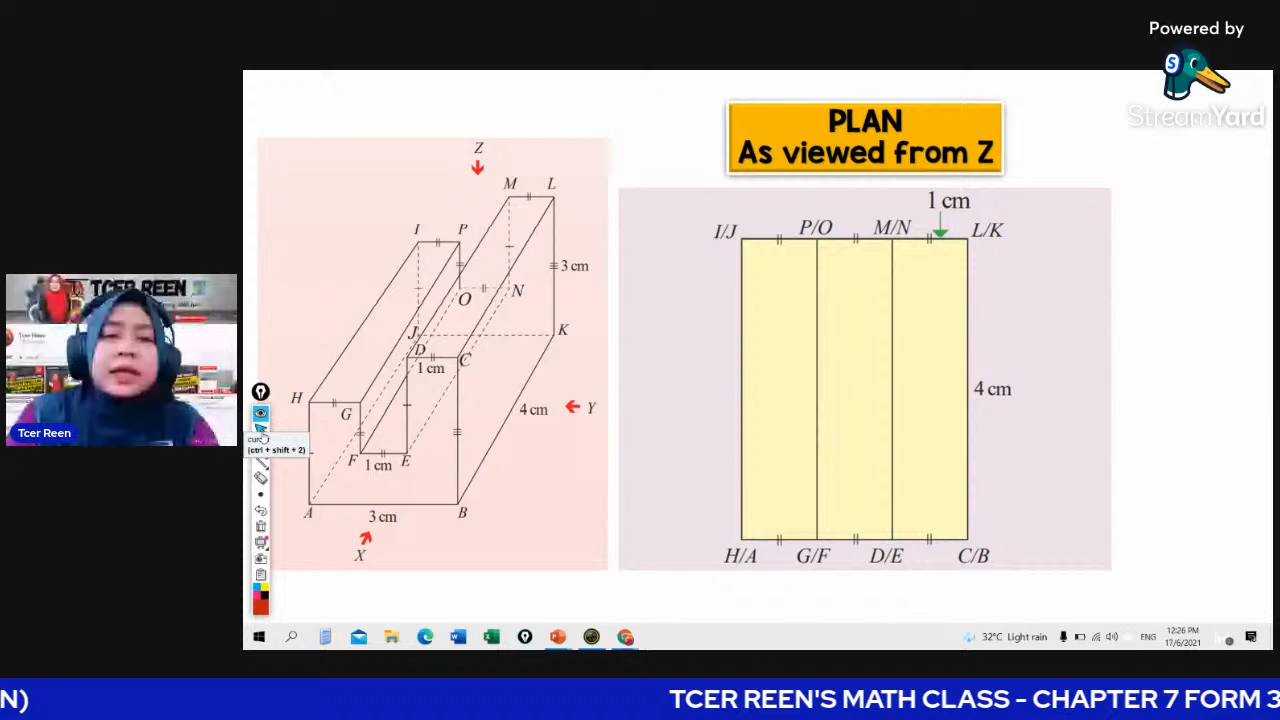 Powered by
StreamYard
PLAN
As viewed from Z
Z
M L
I P
3 cm
O N
J
K
D
C
1 cm
H
G
4 cm
Y
F E
1 cm
A
3 cm
B
X
1 cm
I/J P/O M/N L/K
4 cm
H/A G/F D/E C/B
TCER REEN
Tcer Reen
Tcer Reen
(ctrl + shift + 2)
32°C Light rain
ENG
12:26 PM
17/6/2021
N) TCER REEN'S MATH CLASS - CHAPTER 7 FORM 3